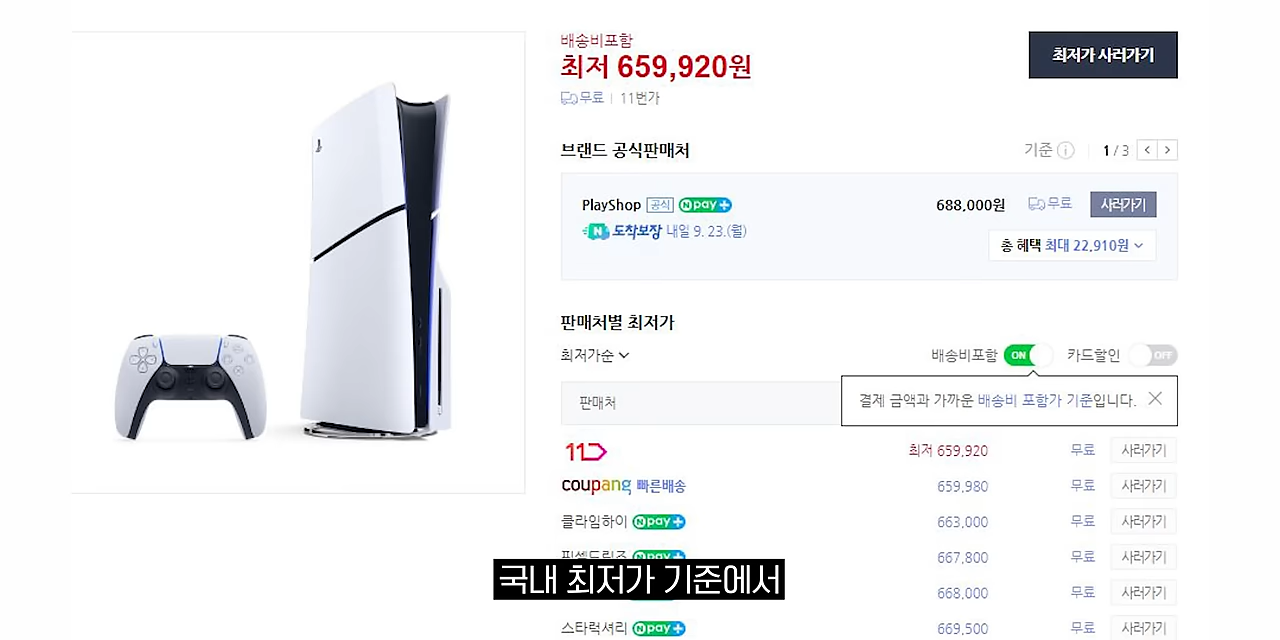 배송비포함
최저 659,920원
무료 | 11번가
최저가 사러가기
브랜드 공식판매처
기준 1 / 3
PlayShop 공식 N pay +
688,000원 무료 사러가기
N 도착보장 내일 9. 23.(월)
총 혜택 최대 22,910원
판매처별 최저가
최저가순
배송비포함 ON 카드할인 OFF
판매처
결제 금액과 가까운 배송비 포함가 기준입니다.
11 최저 659,920 무료 사러가기
coupang 빠른배송 659,980 무료 사러가기
클라임하이 N pay + 663,000 무료 사러가기
N pay + 667,800 무료 사러가기
668,000 무료 사러가기
스타럭셔리 N pay + 669,500 무료 사러가기
국내 최저가 기준에서